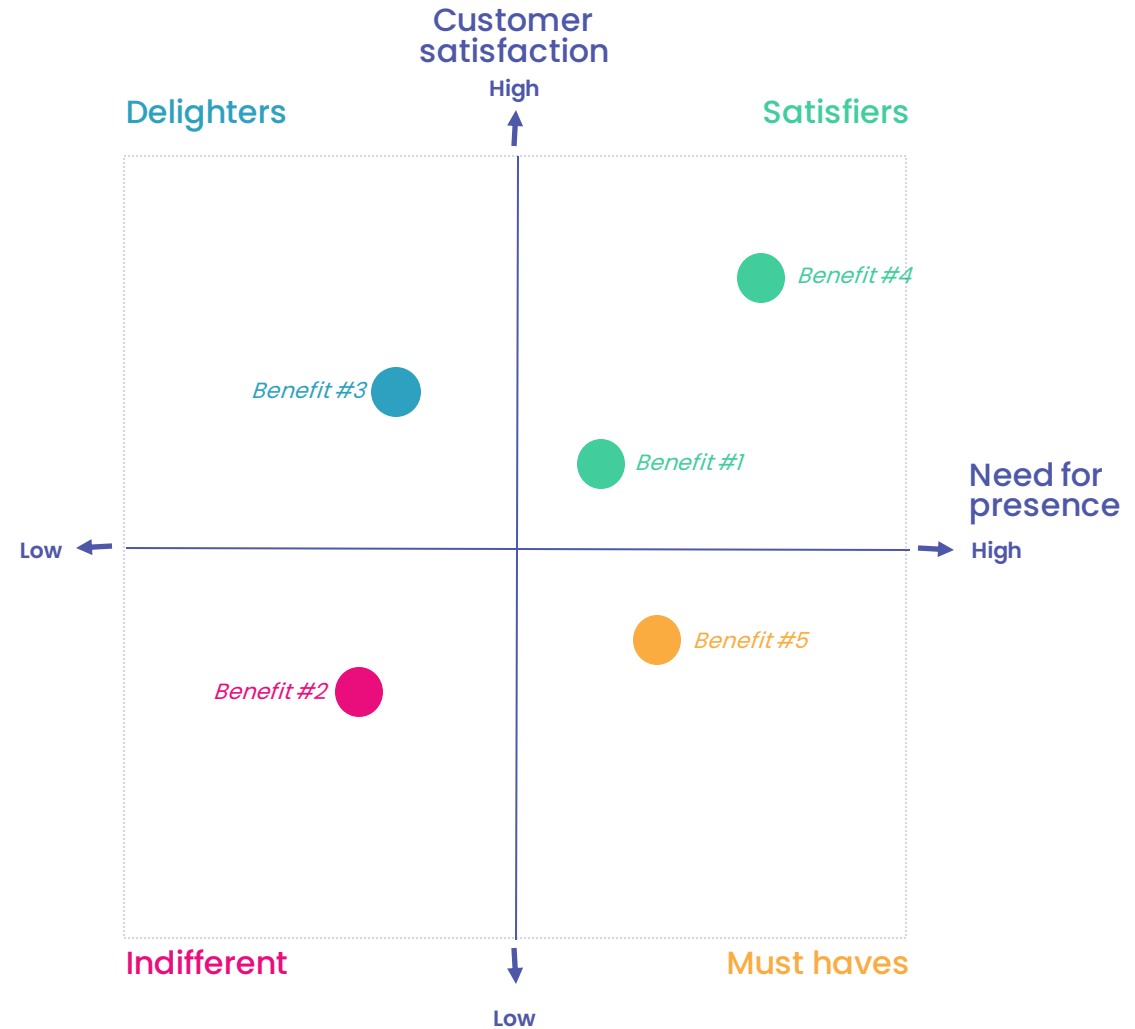 Customer
satisfaction
High
Delighters
Satisfiers
Benefit #4
Benefit #3
Benefit #1
Need for
presence
Low
High
Benefit #5
Benefit #2
Indifferent
Must haves
Low